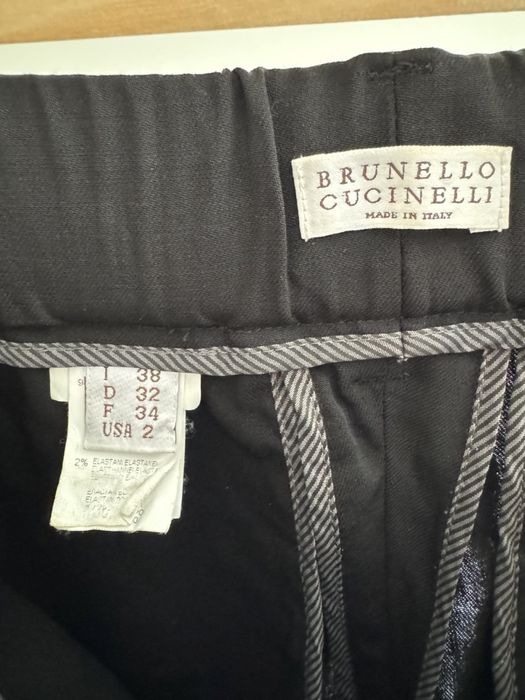 BRUNELLO
CUCINELLI
MADE IN ITALY
I 38
D 32
F 34
USA 2
2% ELASTAN ELASTANE